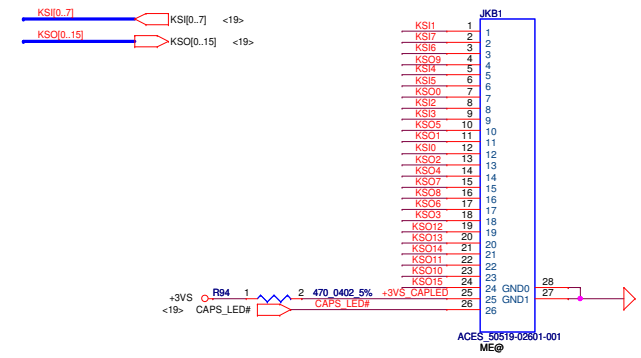 KSI[0..7] KSI[0..7] <19>
KSO[0..15] KSO[0..15] <19>
JKB1
KSI1 1 1
KSI7 2 2
KSI6 3 3
KSO9 4 4
KSI4 5 5
KSI5 6 6
KSO0 7 7
KSI2 8 8
KSI3 9 9
KSO5 10 10
KSO1 11 11
KSI0 12 12
KSO2 13 13
KSO4 14 14
KSO7 15 15
KSO8 16 16
KSO6 17 17
KSO3 18 18
KSO12 19 19
KSO13 20 20
KSO14 21 21
KSO11 22 22
KSO10 23 23
KSO15 24 24 GND0 28
+3VS R94 1 2 470_0402_5% +3VS_CAPLED 25 25 GND1 27
<19> CAPS_LED# CAPS_LED# 26 26
ACES_50519-02601-001
ME@